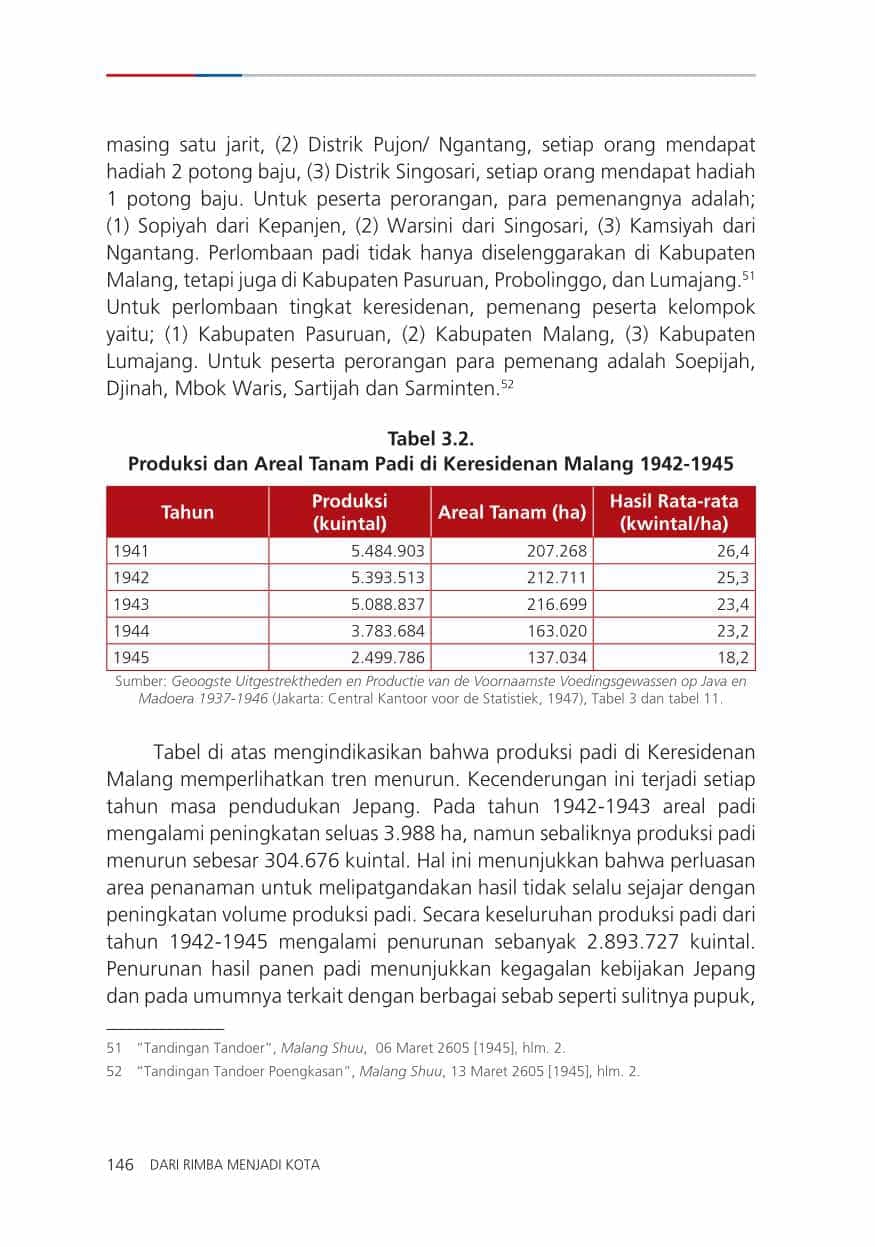 masing satu jarit, (2) Distrik Pujon/ Ngantang, setiap orang mendapat
hadiah 2 potong baju, (3) Distrik Singosari, setiap orang mendapat hadiah
1 potong baju. Untuk peserta perorangan, para pemenangnya adalah;
(1) Sopiyah dari Kepanjen, (2) Warsini dari Singosari, (3) Kamsiyah dari
Ngantang. Perlombaan padi tidak hanya diselenggarakan di Kabupaten
Malang, tetapi juga di Kabupaten Pasuruan, Probolinggo, dan Lumajang.51
Untuk perlombaan tingkat keresidenan, pemenang peserta kelompok
yaitu; (1) Kabupaten Pasuruan, (2) Kabupaten Malang, (3) Kabupaten
Lumajang. Untuk peserta perorangan para pemenang adalah Soepijah,
Djinah, Mbok Waris, Sartijah dan Sarminten.52
Tabel 3.2.
Produksi dan Areal Tanam Padi di Keresidenan Malang 1942-1945
Tahun Produksi (kuintal) Areal Tanam (ha) Hasil Rata-rata (kwintal/ha)
1941 5.484.903 207.268 26,4
1942 5.393.513 212.711 25,3
1943 5.088.837 216.699 23,4
1944 3.783.684 163.020 23,2
1945 2.499.786 137.034 18,2
Sumber: Geoogste Uitgestrektheden en Productie van de Voornaamste Voedingsgewassen op Java en
Madoera 1937-1946 (Jakarta: Central Kantoor voor de Statistiek, 1947), Tabel 3 dan tabel 11.
Tabel di atas mengindikasikan bahwa produksi padi di Keresidenan
Malang memperlihatkan tren menurun. Kecenderungan ini terjadi setiap
tahun masa pendudukan Jepang. Pada tahun 1942-1943 areal padi
mengalami peningkatan seluas 3.988 ha, namun sebaliknya produksi padi
menurun sebesar 304.676 kuintal. Hal ini menunjukkan bahwa perluasan
area penanaman untuk melipatgandakan hasil tidak selalu sejajar dengan
peningkatan volume produksi padi. Secara keseluruhan produksi padi dari
tahun 1942-1945 mengalami penurunan sebanyak 2.893.727 kuintal.
Penurunan hasil panen padi menunjukkan kegagalan kebijakan Jepang
dan pada umumnya terkait dengan berbagai sebab seperti sulitnya pupuk,
51 "Tandingan Tandoer", Malang Shuu, 06 Maret 2605 [1945], hlm. 2.
52 "Tandingan Tandoer Poengkasan", Malang Shuu, 13 Maret 2605 [1945], hlm. 2.
146 DARI RIMBA MENJADI KOTA